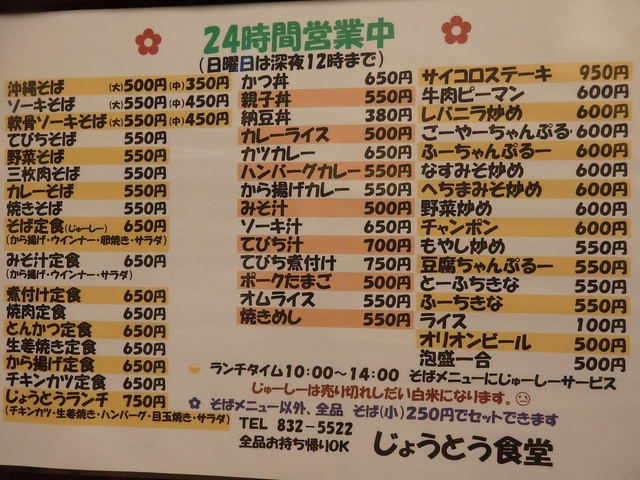 24時間営業中
(日曜日は深夜12時まで)
沖縄そば (大)500円 (中)350円
ソーキそば (大)550円 (中)450円
軟骨ソーキそば (大)550円 (中)450円
てびちそば 550円
野菜そば 550円
三枚肉そば 550円
カレーそば 550円
焼きそば 550円
そば定食(じゅーしー) 650円
(から揚げ・ウインナー・卵焼き・サラダ)
みそ汁定食 650円
(から揚げ・ウインナー・サラダ)
煮付け定食 650円
焼肉定食 650円
とんかつ定食 650円
生姜焼き定食 650円
から揚げ定食 650円
チキンカツ定食 650円
じょうとうランチ 750円
(チキンカツ・生姜焼き・ハンバーグ・目玉焼き・サラダ)
かつ丼 650円
親子丼 550円
納豆丼 380円
カレーライス 500円
カツカレー 650円
ハンバーグカレー 550円
から揚げカレー 550円
みそ汁 500円
ソーキ汁 650円
てびち汁 700円
てびち煮付け 750円
ポークたまご 500円
オムライス 550円
焼きめし 550円
サイコロステーキ 950円
牛肉ピーマン 600円
レバニラ炒め 600円
ごーやーちゃんぷる・ 600円
ふーちゃんぷるー 600円
なすみそ炒め 600円
へちまみそ炒め 600円
野菜炒め 600円
チャンポン 600円
もやし炒め 550円
豆腐ちゃんぷるー 550円
とーふちきな 550円
ふーちきな 550円
ライス 100円
オリオンビール 500円
泡盛一合 500円
ランチタイム10:00~14:00 そばメニューにじゅーしーサービス
じゅーしーは売り切れしだい白米になります。
そばメニュー以外、全品 そば(小)250円でセットできます
TEL 832-5522
全品お持ち帰りOK
じょうとう食堂